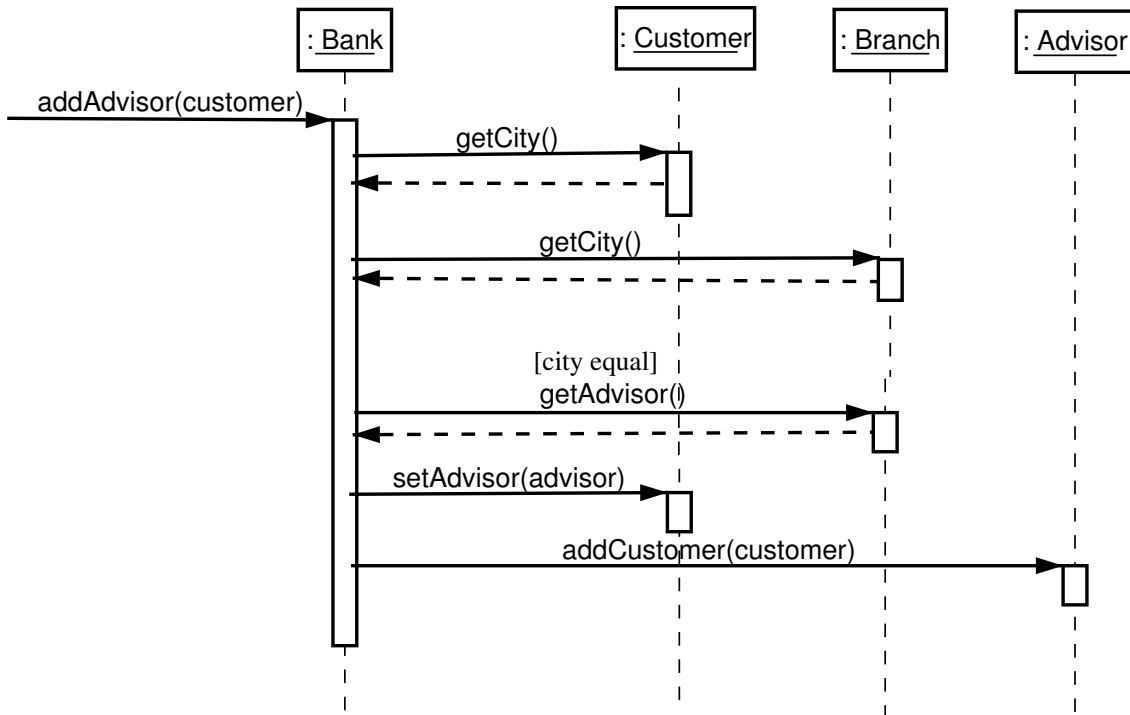 : Bank
: Customer
: Branch
: Advisor
addAdvisor(customer)
getCity()
getCity()
[city equal]
getAdvisor()
setAdvisor(advisor)
addCustomer(customer)